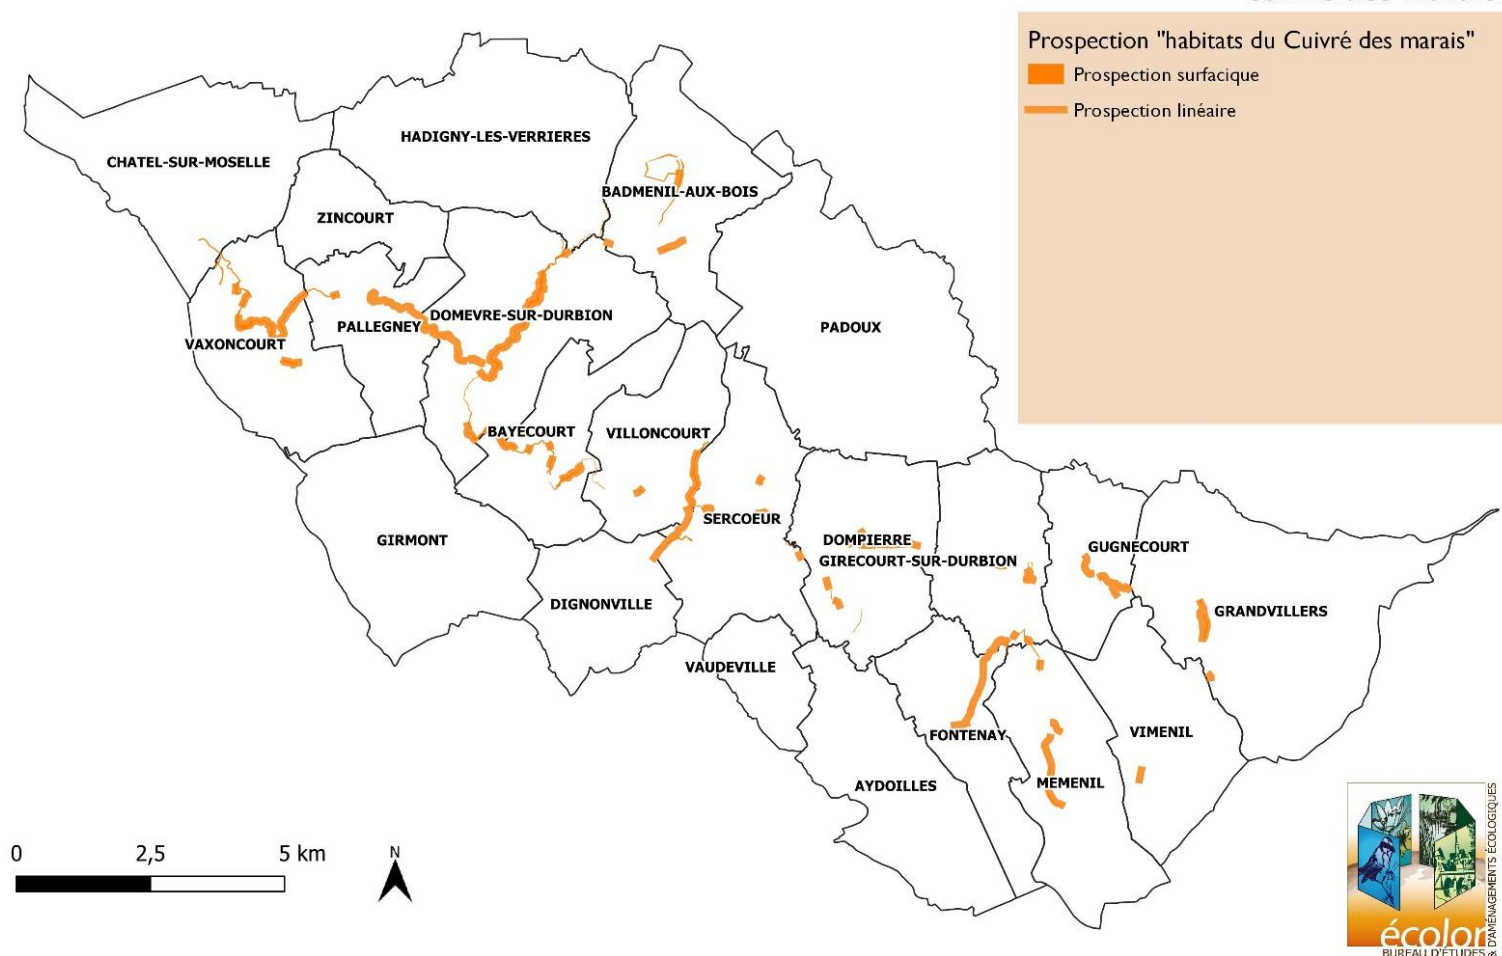 Prospection "habitats du Cuivré des marais"
Prospection surfacique
Prospection linéaire
HADIGNY-LES-VERRIERES
CHATEL-SUR-MOSELLE
BADMENIL-AUX-BOIS
ZINCOURT
DOMEVRE-SUR-DURBION
PALLEGNEY
PADOUX
VAXONCOURT
BAYECOURT
VILLONCOURT
SERCOEUR
GIRMONT
DOMPIERRE
GUGNECOURT
GIRECOURT-SUR-DURBION
DIGNONVILLE
GRANDVILLERS
VAUDEVILLE
FONTENAY
VIMENIL
AYDOILLES
MEMENIL
0 2,5 5 km
N
écolor
BUREAU D'ÉTUDES
& D'AMÉNAGEMENTS ÉCOLOGIQUES